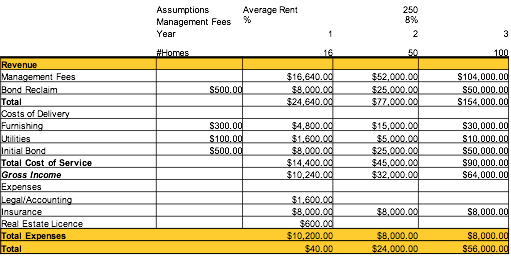 Assumptions Average Rent 250
Management Fees % 8%
Year 1 2 3
#Homes 16 50 100
Revenue
Management Fees $16,640.00 $52,000.00 $104,000.00
Bond Reclaim $500.00 $8,000.00 $25,000.00 $50,000.00
Total $24,640.00 $77,000.00 $154,000.00
Costs of Delivery
Furnishing $300.00 $4,800.00 $15,000.00 $30,000.00
Utilities $100.00 $1,600.00 $5,000.00 $10,000.00
Initial Bond $500.00 $8,000.00 $25,000.00 $50,000.00
Total Cost of Service $14,400.00 $45,000.00 $90,000.00
Gross Income $10,240.00 $32,000.00 $64,000.00
Expenses
Legal/Accounting $1,600.00
Insurance $8,000.00 $8,000.00 $8,000.00
Real Estate Licence $600.00
Total Expenses $10,200.00 $8,000.00 $8,000.00
Total $40.00 $24,000.00 $56,000.00